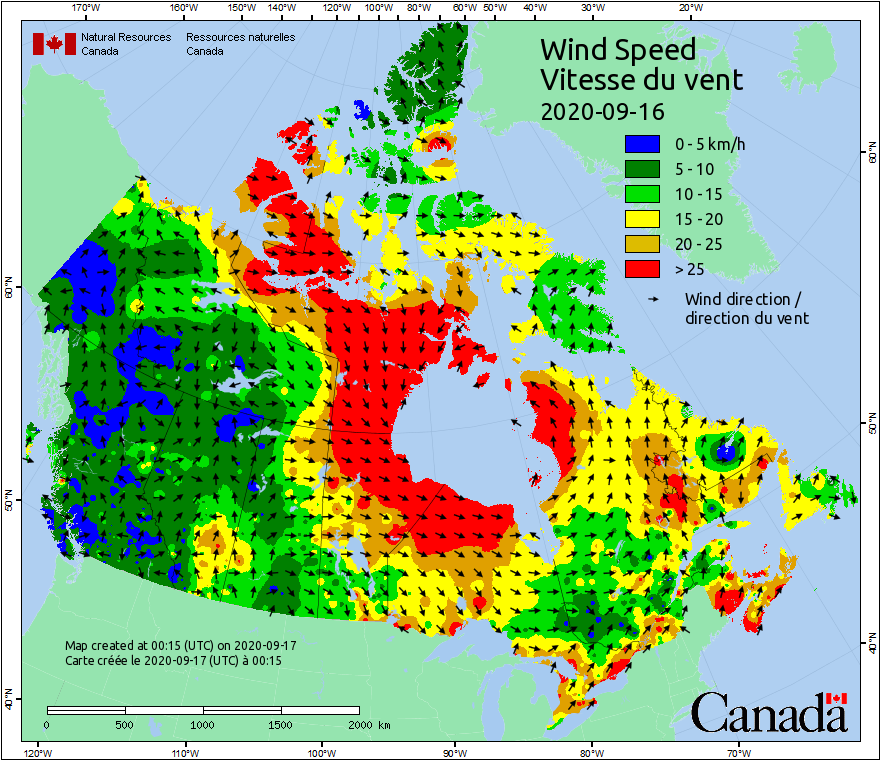 170°W 160°W 150°W 140°W 130°W 120°W 110°W 100°W 80°W 60°W 50°W 40°W 30°W 20°W
Natural Resources Ressources naturelles
Canada Canada
Wind Speed
Vitesse du vent
2020-09-16
0 - 5 km/h
5 - 10
10 - 15
15 - 20
20 - 25
> 25
Wind direction /
direction du vent
60°N
60°N
50°N
50°N
40°N
40°N
Map created at 00:15 (UTC) on 2020-09-17
Carte créée le 2020-09-17 (UTC) à 00:15
0 500 1000 1500 2000 km
Canada
120°W 110°W 100°W 90°W 80°W 70°W